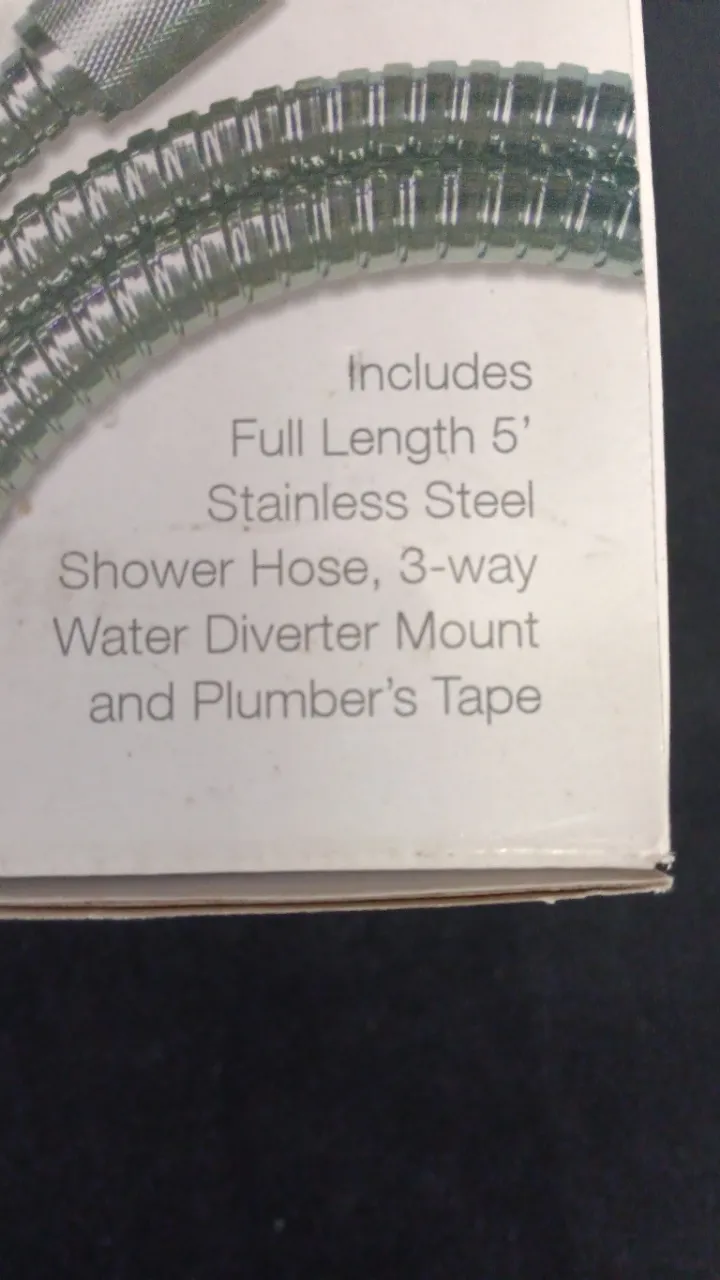 Includes
Full Length 5’
Stainless Steel
Shower Hose, 3-way
Water Diverter Mount
and Plumber’s Tape